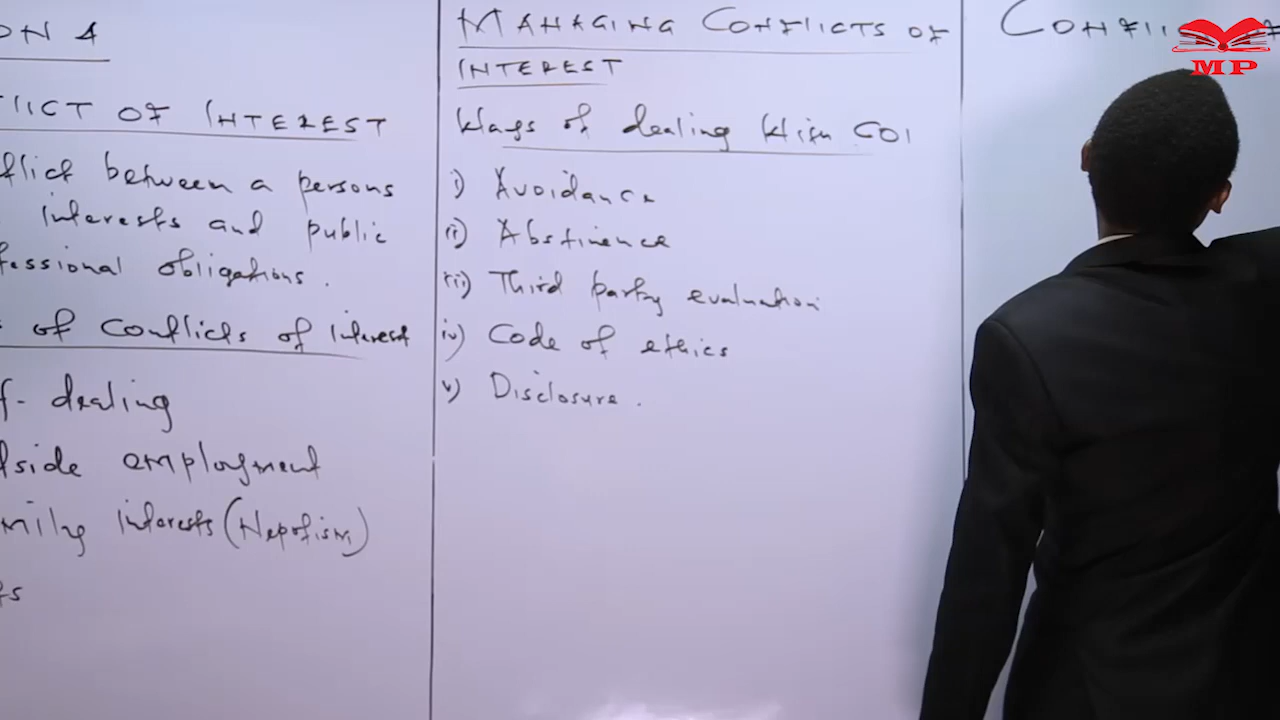 ON 4
FLICT OF INTEREST
flict between a persons
interests and public
fessional obligations.
of conflicts of interest
f-dealing
tside employment
mily interests (Nepotism)
ts
MANAGING CONFLICTS OF
INTEREST
Ways of dealing with COI
i) Avoidance
ii) Abstinence
iii) Third party evaluation
iv) Code of ethics
v) Disclosure.
CONFLI
OF
MP